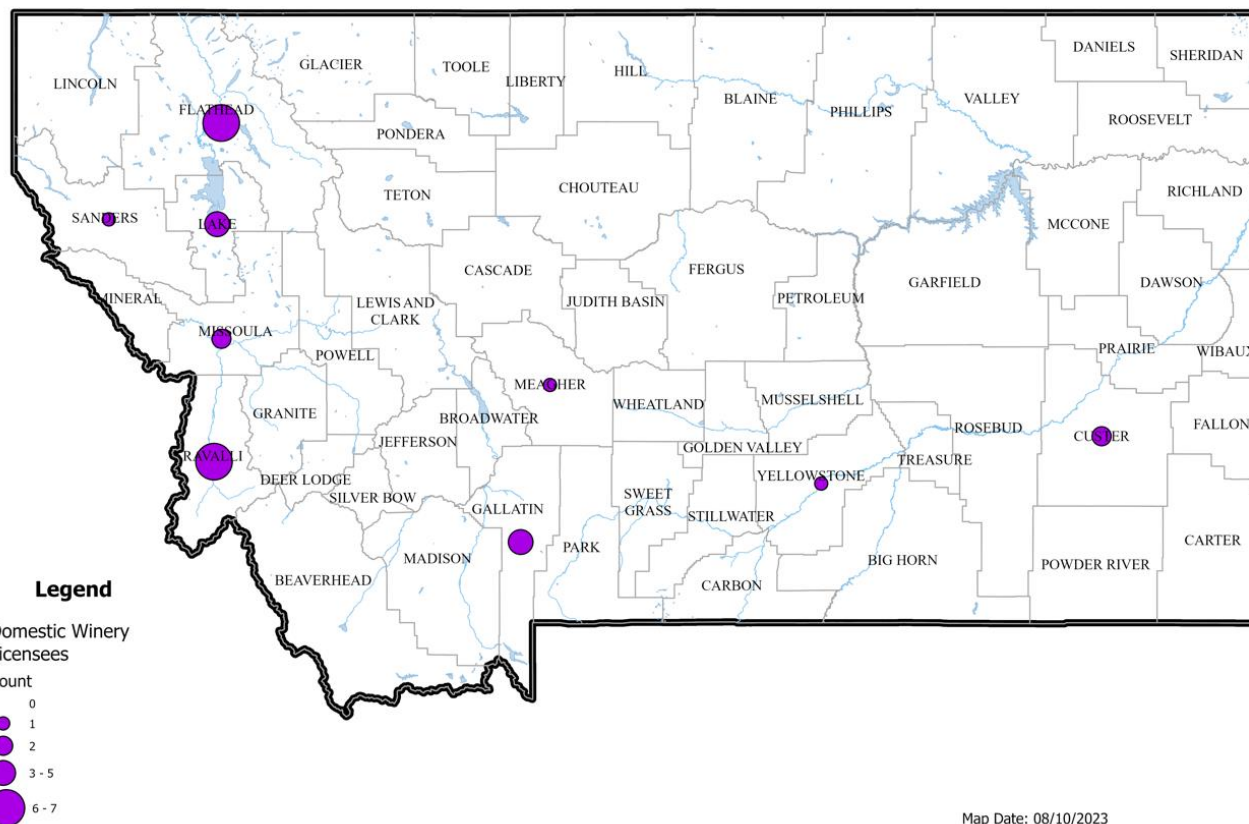 DANIELS
SHERIDAN
GLACIER
TOOLE
HILL
LIBERTY
LINCOLN
BLAINE
VALLEY
FLATHEAD
PHILLIPS
ROOSEVELT
PONDERA
CHOUTEAU
RICHLAND
TETON
SANDERS
LAKE
MCCONE
CASCADE
FERGUS
GARFIELD
DAWSON
MINERAL
LEWIS AND
CLARK
JUDITH BASIN
PETROLEUM
MISSOULA
POWELL
PRAIRIE
WIBAUX
MEAGHER
WHEATLAND
MUSSELSHELL
GRANITE
BROADWATER
JEFFERSON
ROSEBUD
CUSTER
FALLON
GOLDEN VALLEY
RAVALLI
TREASURE
DEER LODGE
YELLOWSTONE
SILVER BOW
SWEET
GRASS
GALLATIN
STILLWATER
PARK
CARTER
MADISON
BIG HORN
POWDER RIVER
BEAVERHEAD
CARBON
Legend
Domestic Winery
icensees
ount
0
1
2
3 - 5
6 - 7
Map Date: 08/10/2023